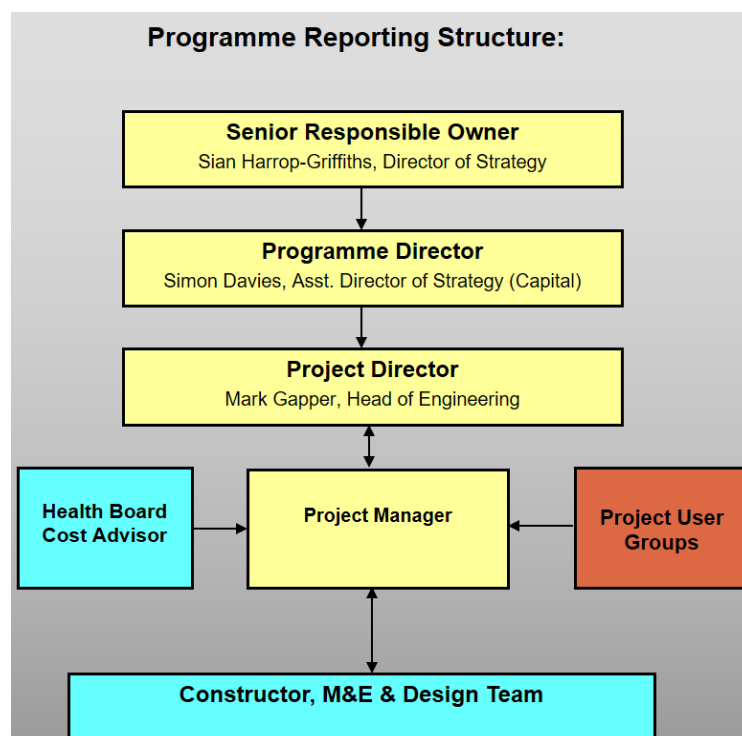 Programme Reporting Structure:
Senior Responsible Owner
Sian Harrop-Griffiths, Director of Strategy
Programme Director
Simon Davies, Asst. Director of Strategy (Capital)
Project Director
Mark Gapper, Head of Engineering
Health Board
Cost Advisor
Project Manager
Project User
Groups
Constructor, M&E & Design Team